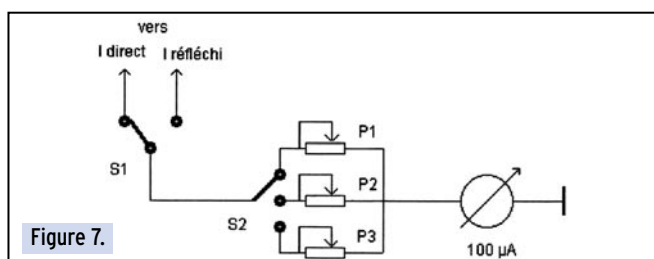 vers
I direct I réfléchi
S1
P1
P2
S2
P3
100 µA
Figure 7.